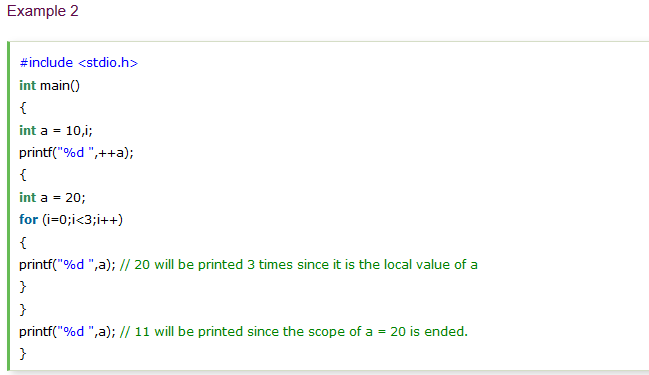 Example 2
#include <stdio.h>
int main()
{
int a = 10,i;
printf("%d ",++a);
{
int a = 20;
for (i=0;i<3;i++)
{
printf("%d ",a); // 20 will be printed 3 times since it is the local value of a
}
}
printf("%d ",a); // 11 will be printed since the scope of a = 20 is ended.
}